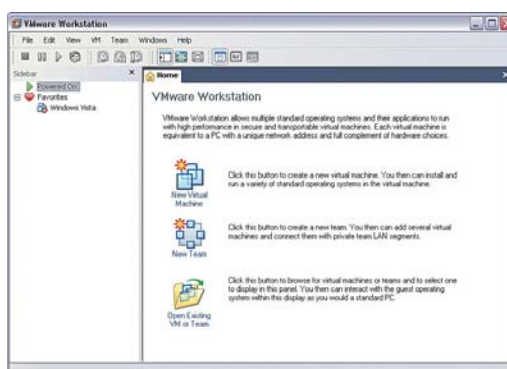 VMware Workstation
File Edit View VM Team Windows Help
Sidebar
Powered On
Favorites
Windows Vista
Home
VMware Workstation
VMware Workstation allows multiple standard operating systems and their applications to run
with high performance in secure and transportable virtual machines. Each virtual machine is
equivalent to a PC with a unique network address and full complement of hardware choices.
New Virtual
Machine
Click this button to create a new virtual machine. You then can install and
run a variety of standard operating systems in the virtual machine.
New Team
Click this button to create a new team. You then can add several virtual
machines and connect them with private team LAN segments.
Open Existing
VM or Team
Click this button to browse for virtual machines or teams and to select one
to display in this panel. You then can interact with the guest operating
system within this display as you would a standard PC.